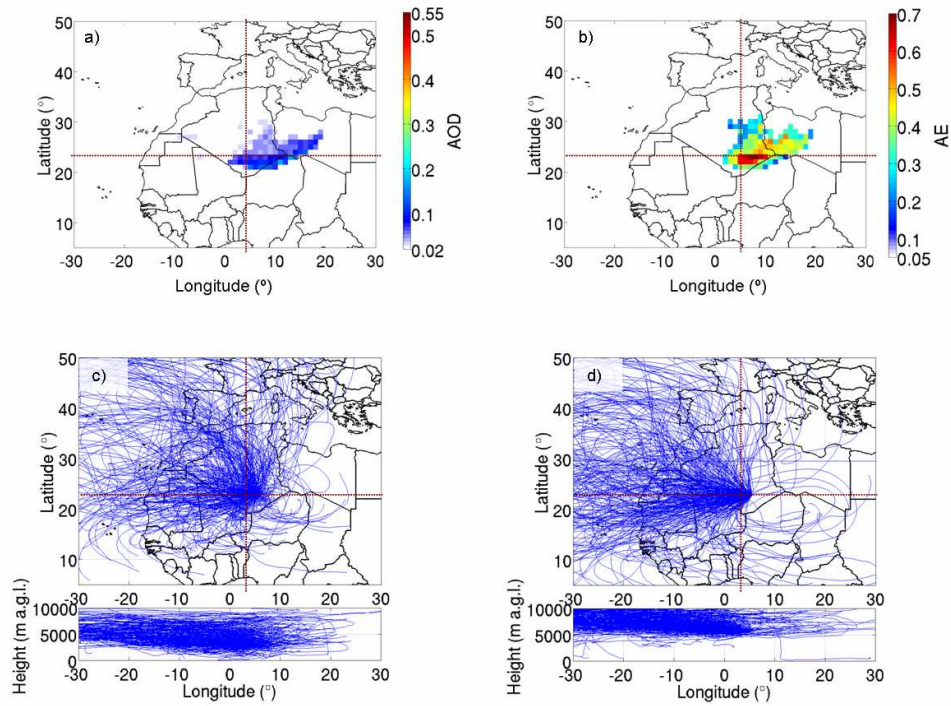 a)
50
40
30
20
10
Latitude (°)
-30 -20 -10 0 10 20 30
Longitude (º)
0.55
0.5
0.4
0.3
0.2
0.1
0.02
AOD
b)
50
40
30
20
10
Latitude (°)
-30 -20 -10 0 10 20 30
Longitude (º)
0.7
0.6
0.5
0.4
0.3
0.2
0.1
0.05
AE
c)
50
40
30
20
10
Latitude (°)
-30 -20 -10 0 10 20 30
10000
5000
0
Height (m a.g.l.)
-30 -20 -10 0 10 20 30
Longitude (°)
d)
50
40
30
20
10
Latitude (°)
-30 -20 -10 0 10 20 30
10000
5000
0
Height (m a.g.l.)
-30 -20 -10 0 10 20 30
Longitude (°)